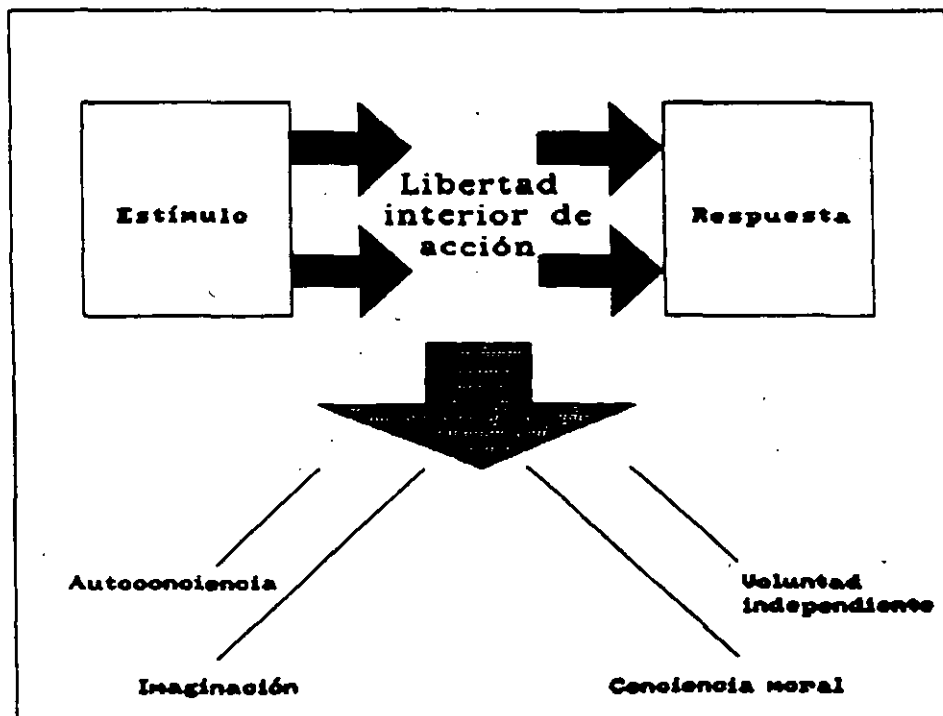 Estímulo
Libertad
interior de
acción
Respuesta
Autoconciencia
Voluntad
independiente
Imaginación
Conciencia moral